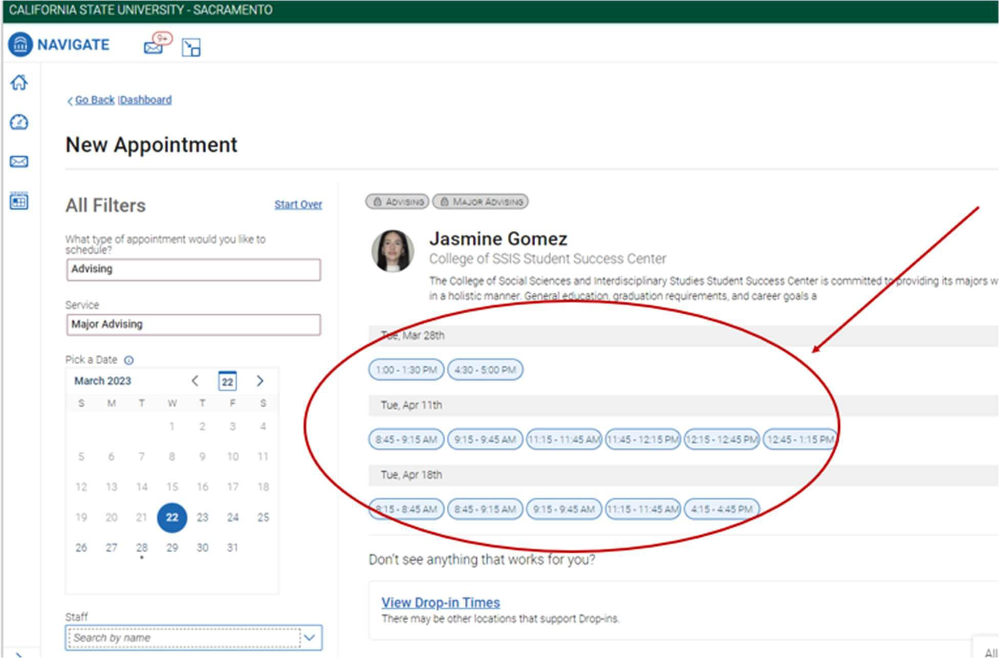 CALIFORNIA STATE UNIVERSITY - SACRAMENTO
NAVIGATE
9+
Go Back |Dashboard
New Appointment
All Filters
Start Over
What type of appointment would you like to
schedule?
Advising
Service
Major Advising
Pick a Date
March 2023
22
S M T W T F S
1 2 3 4
5 6 7 8 9 10 11
12 13 14 15 16 17 18
19 20 21 22 23 24 25
26 27 28 29 30 31
Staff
Search by name
ADVISING
MAJOR ADVISING
Jasmine Gomez
College of SSIS Student Success Center
The College of Social Sciences and Interdisciplinary Studies Student Success Center is committed to providing its majors w
in a holistic manner. General education, graduation requirements, and career goals a
Tue, Mar 28th
1:00 - 1:30 PM 4:30 - 5:00 PM
Tue, Apr 11th
8:45 - 9:15 AM 9:15 - 9:45 AM 11:15 - 11:45 AM 11:45 - 12:15 PM 12:15 - 12:45 PM 12:45 - 1:15 PM
Tue, Apr 18th
8:15 - 8:45 AM 8:45 - 9:15 AM 9:15 - 9:45 AM 11:15 - 11:45 AM 4:15 - 4:45 PM
Don't see anything that works for you?
View Drop-in Times
There may be other locations that support Drop-ins.
All